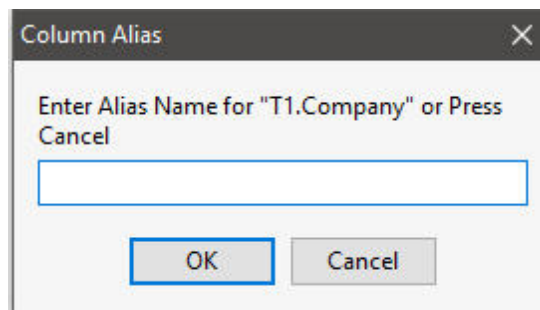 Column Alias
Enter Alias Name for "T1.Company" or Press
Cancel
OK Cancel